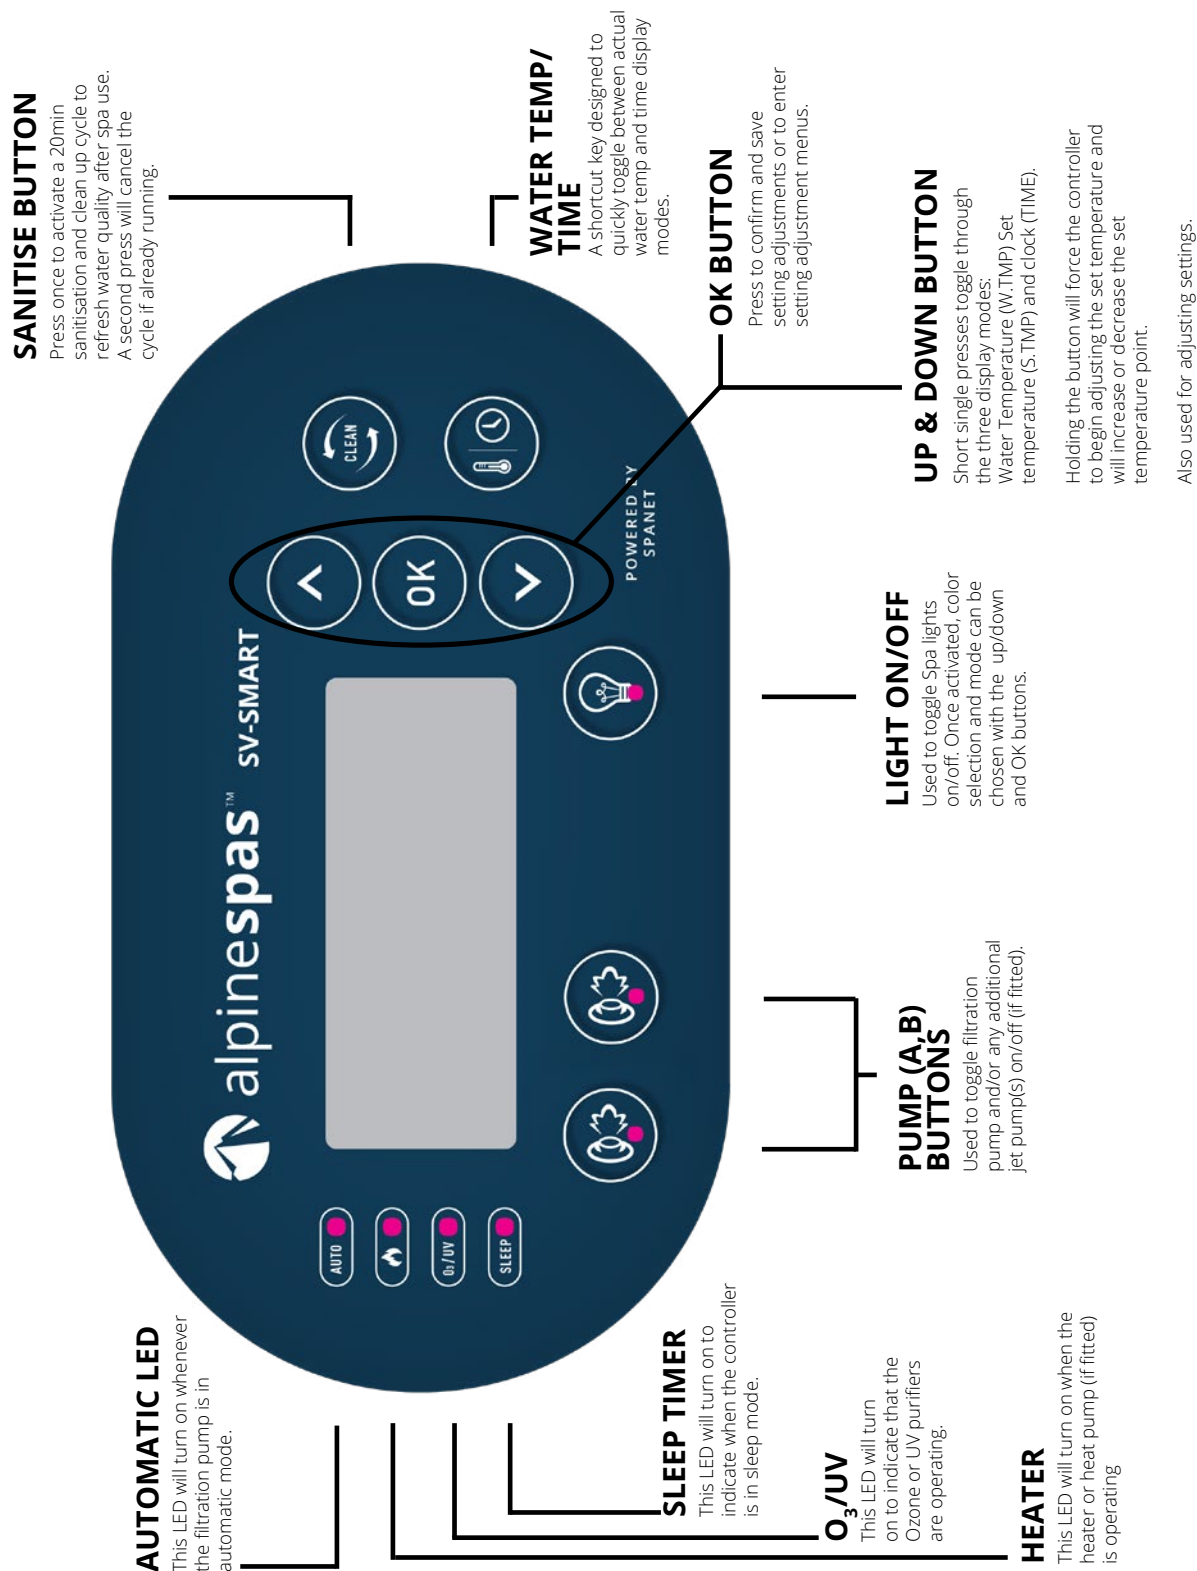 SANITISE BUTTON
Press once to activate a 20min
sanitisation and clean up cycle to
refresh water quality after spa use.
A second press will cancel the
cycle if already running.
WATER TEMP/
TIME
A shortcut key designed to
quickly toggle between actual
water temp and time display
modes.
OK BUTTON
Press to confirm and save
setting adjustments or to enter
setting adjustment menus.
UP & DOWN BUTTON
Short single presses toggle through
the three display modes:
Water Temperature (W.TMP) Set
temperature (S.TMP) and clock (TIME).
Holding the button will force the controller
to begin adjusting the set temperature and
will increase or decrease the set
temperature point.
Also used for adjusting settings.
alpinespas™ SV-SMART
AUTO
O₃/UV
SLEEP
OK
CLEAN
POWERED BY
SPANET
LIGHT ON/OFF
Used to toggle Spa lights
on/off. Once activated, color
selection and mode can be
chosen with the up/down
and OK buttons.
PUMP (A,B)
BUTTONS
Used to toggle filtration
pump and/or any additional
jet pump(s) on/off (if fitted).
AUTOMATIC LED
This LED will turn on whenever
the filtration pump is in
automatic mode.
SLEEP TIMER
This LED will turn on to
indicate when the controller
is in sleep mode.
O₃/UV
This LED will turn
on to indicate that the
Ozone or UV purifiers
are operating.
HEATER
This LED will turn on when the
heater or heat pump (if fitted)
is operating